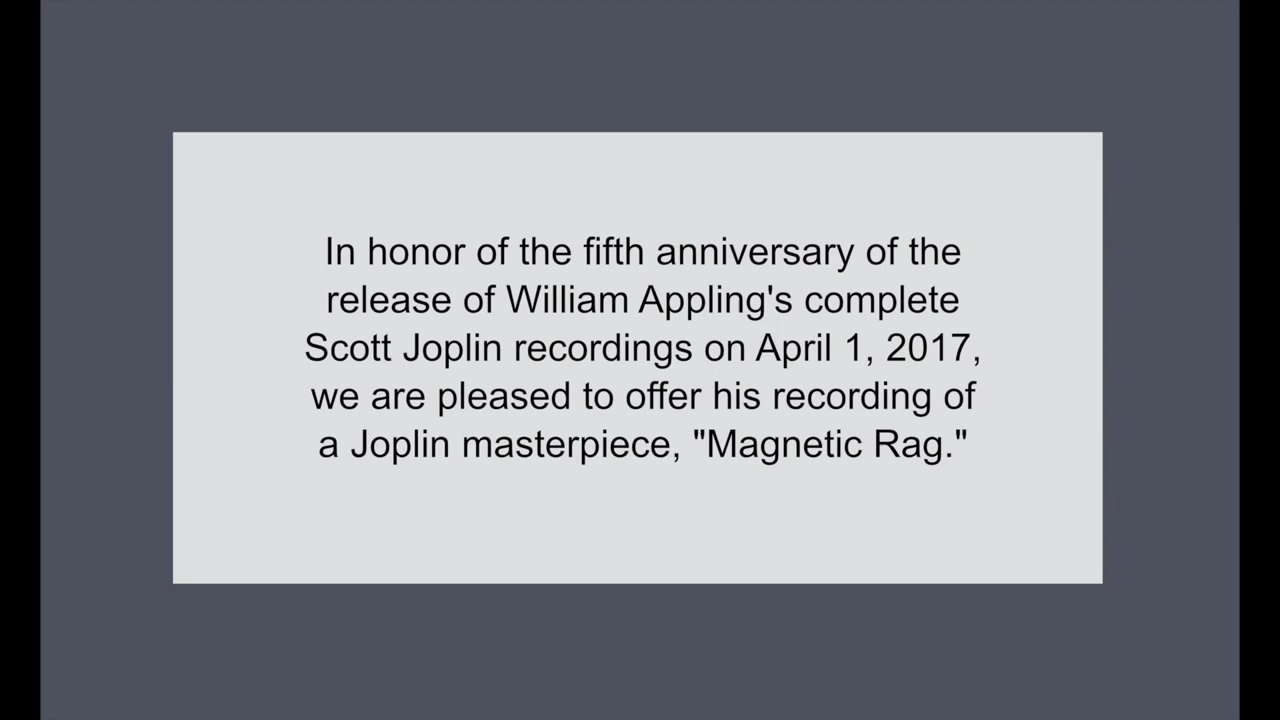 In honor of the fifth anniversary of the
release of William Appling's complete
Scott Joplin recordings on April 1, 2017,
we are pleased to offer his recording of
a Joplin masterpiece, "Magnetic Rag."